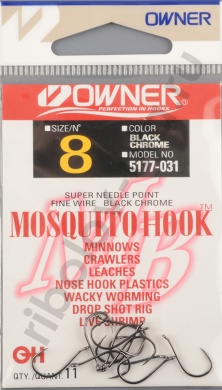 OWNER
OWNER
PERFECTION IN HOOKS
SIZE/Nº
8
COLOR
BLACK CHROME
MODEL NO
5177-031
SUPER NEEDLE POINT
FINE WIRE BLACK CHROME
MOSQUITO HOOK™
MINNOWS
CRAWLERS
LEACHES
NOSE HOOK PLASTICS
WACKY WORMING
DROP SHOT RIG
LIVE SHRIMP
QTY./QUANT. 11